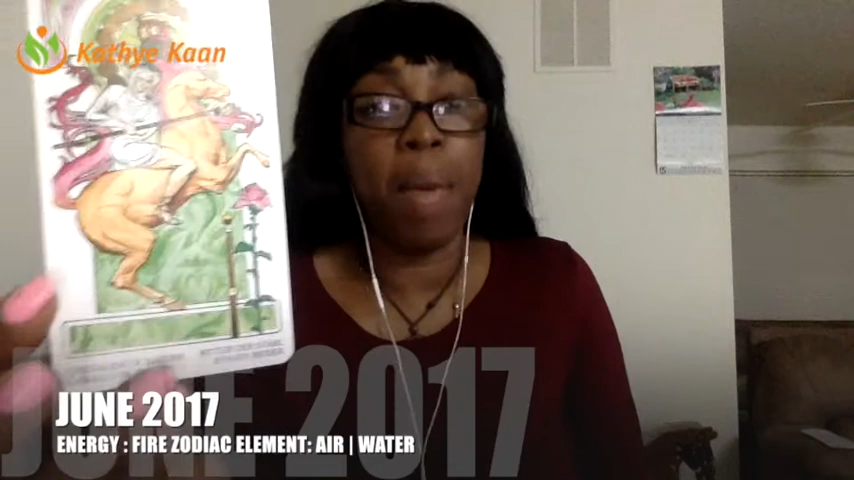 Kathye Kaan
JUNE 2017
JUNE 2017
ENERGY : FIRE ZODIAC ELEMENT: AIR | WATER